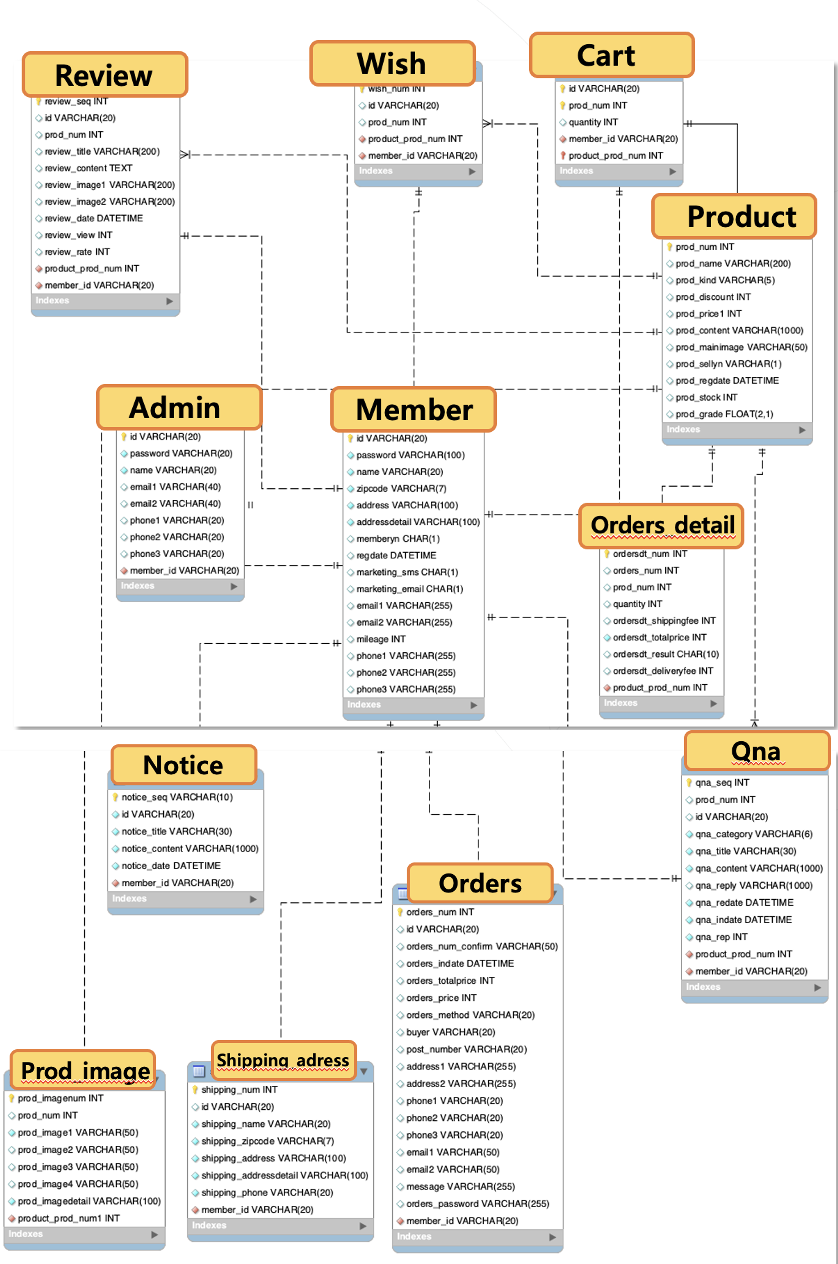 Review
review_seq INT
id VARCHAR(20)
prod_num INT
review_title VARCHAR(200)
review_content TEXT
review_image1 VARCHAR(200)
review_image2 VARCHAR(200)
review_date DATETIME
review_view INT
review_rate INT
product_prod_num INT
member_id VARCHAR(20)
Indexes
Wish
wish_num INT
id VARCHAR(20)
prod_num INT
product_prod_num INT
member_id VARCHAR(20)
Indexes
Cart
id VARCHAR(20)
prod_num INT
quantity INT
member_id VARCHAR(20)
product_prod_num INT
Indexes
Product
prod_num INT
prod_name VARCHAR(200)
prod_kind VARCHAR(5)
prod_discount INT
prod_price1 INT
prod_content VARCHAR(1000)
prod_mainimage VARCHAR(50)
prod_sellyn VARCHAR(1)
prod_regdate DATETIME
prod_stock INT
prod_grade FLOAT(2,1)
Indexes
Admin
id VARCHAR(20)
password VARCHAR(20)
name VARCHAR(20)
email1 VARCHAR(40)
email2 VARCHAR(40)
phone1 VARCHAR(20)
phone2 VARCHAR(20)
phone3 VARCHAR(20)
member_id VARCHAR(20)
Indexes
Member
id VARCHAR(20)
password VARCHAR(100)
name VARCHAR(20)
zipcode VARCHAR(7)
address VARCHAR(100)
addressdetail VARCHAR(100)
memberyn CHAR(1)
regdate DATETIME
marketing_sms CHAR(1)
marketing_email CHAR(1)
email1 VARCHAR(255)
email2 VARCHAR(255)
mileage INT
phone1 VARCHAR(255)
phone2 VARCHAR(255)
phone3 VARCHAR(255)
Indexes
Orders_detail
ordersdt_num INT
orders_num INT
prod_num INT
quantity INT
ordersdt_shippingfee INT
ordersdt_totalprice INT
ordersdt_result CHAR(10)
ordersdt_deliveryfee INT
product_prod_num INT
Indexes
Notice
notice_seq VARCHAR(10)
id VARCHAR(20)
notice_title VARCHAR(30)
notice_content VARCHAR(1000)
notice_date DATETIME
member_id VARCHAR(20)
Indexes
Qna
qna_seq INT
prod_num INT
id VARCHAR(20)
qna_category VARCHAR(6)
qna_title VARCHAR(30)
qna_content VARCHAR(1000)
qna_reply VARCHAR(1000)
qna_redate DATETIME
qna_indate DATETIME
qna_rep INT
product_prod_num INT
member_id VARCHAR(20)
Indexes
Orders
orders_num INT
id VARCHAR(20)
orders_num_confirm VARCHAR(50)
orders_indate DATETIME
orders_totalprice INT
orders_price INT
orders_method VARCHAR(20)
buyer VARCHAR(20)
post_number VARCHAR(20)
address1 VARCHAR(255)
address2 VARCHAR(255)
phone1 VARCHAR(20)
phone2 VARCHAR(20)
phone3 VARCHAR(20)
email1 VARCHAR(50)
email2 VARCHAR(50)
message VARCHAR(255)
orders_password VARCHAR(255)
member_id VARCHAR(20)
Indexes
Prod_image
prod_imagenum INT
prod_num INT
prod_image1 VARCHAR(50)
prod_image2 VARCHAR(50)
prod_image3 VARCHAR(50)
prod_image4 VARCHAR(50)
prod_imagedetail VARCHAR(100)
product_prod_num1 INT
Indexes
Shipping_adress
shipping_num INT
id VARCHAR(20)
shipping_name VARCHAR(20)
shipping_zipcode VARCHAR(7)
shipping_address VARCHAR(100)
shipping_addressdetail VARCHAR(100)
shipping_phone VARCHAR(20)
member_id VARCHAR(20)
Indexes